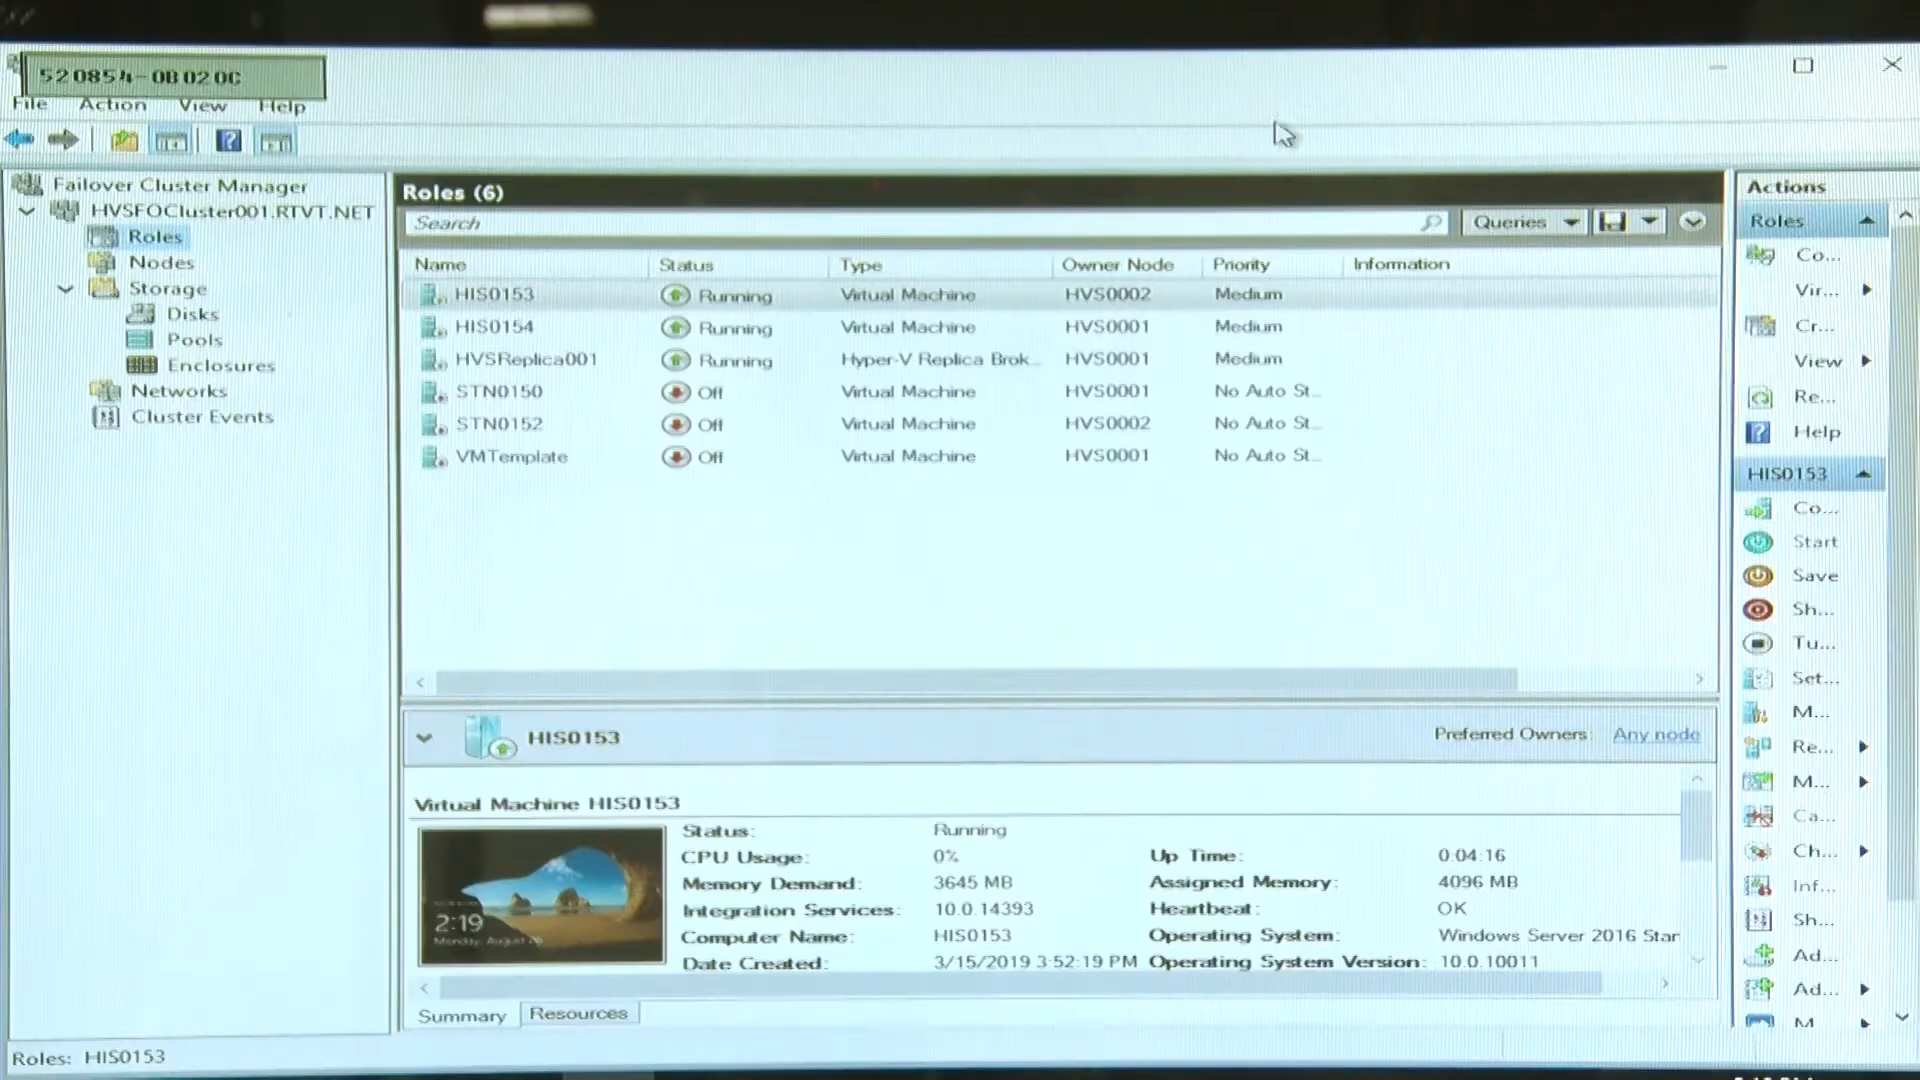 520854-0B020C
File Action View Help
Failover Cluster Manager
HVSFOCluster001.RTVT.NET
Roles
Nodes
Storage
Disks
Pools
Enclosures
Networks
Cluster Events
Roles (6)
Search
Queries
Name Status Type Owner Node Priority Information
HIS0153 Running Virtual Machine HVS0002 Medium
HIS0154 Running Virtual Machine HVS0001 Medium
HVSReplica001 Running Hyper-V Replica Brok... HVS0001 Medium
STN0150 Off Virtual Machine HVS0001 No Auto St...
STN0152 Off Virtual Machine HVS0002 No Auto St...
VMTemplate Off Virtual Machine HVS0001 No Auto St...
HIS0153
Preferred Owners: Any node
Virtual Machine HIS0153
2:19
Monday, August
Status: Running
CPU Usage: 0% Up Time: 0:04:16
Memory Demand: 3645 MB Assigned Memory: 4096 MB
Integration Services: 10.0.14393 Heartbeat: OK
Computer Name: HIS0153 Operating System: Windows Server 2016 Stan
Date Created: 3/15/2019 3:52:19 PM Operating System Version: 10.0.10011
Summary Resources
Roles: HIS0153
Actions
Roles
Co...
Vir...
Cr...
View
Re...
Help
HIS0153
Co...
Start
Save
Sh...
Tu...
Set...
M...
Re...
M...
Ca...
Ch...
Inf...
Sh...
Ad...
Ad...
M